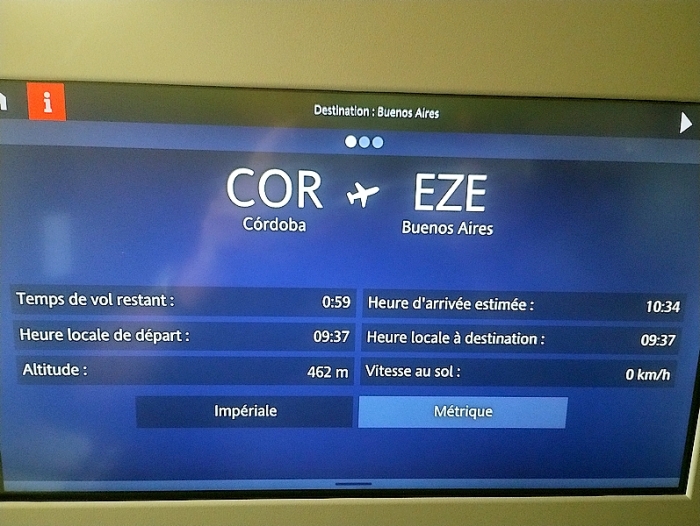 i
Destination : Buenos Aires
COR EZE
Córdoba Buenos Aires
Temps de vol restant : 0:59 Heure d'arrivée estimée : 10:34
Heure locale de départ : 09:37 Heure locale à destination : 09:37
Altitude : 462 m Vitesse au sol : 0 km/h
Impériale Métrique